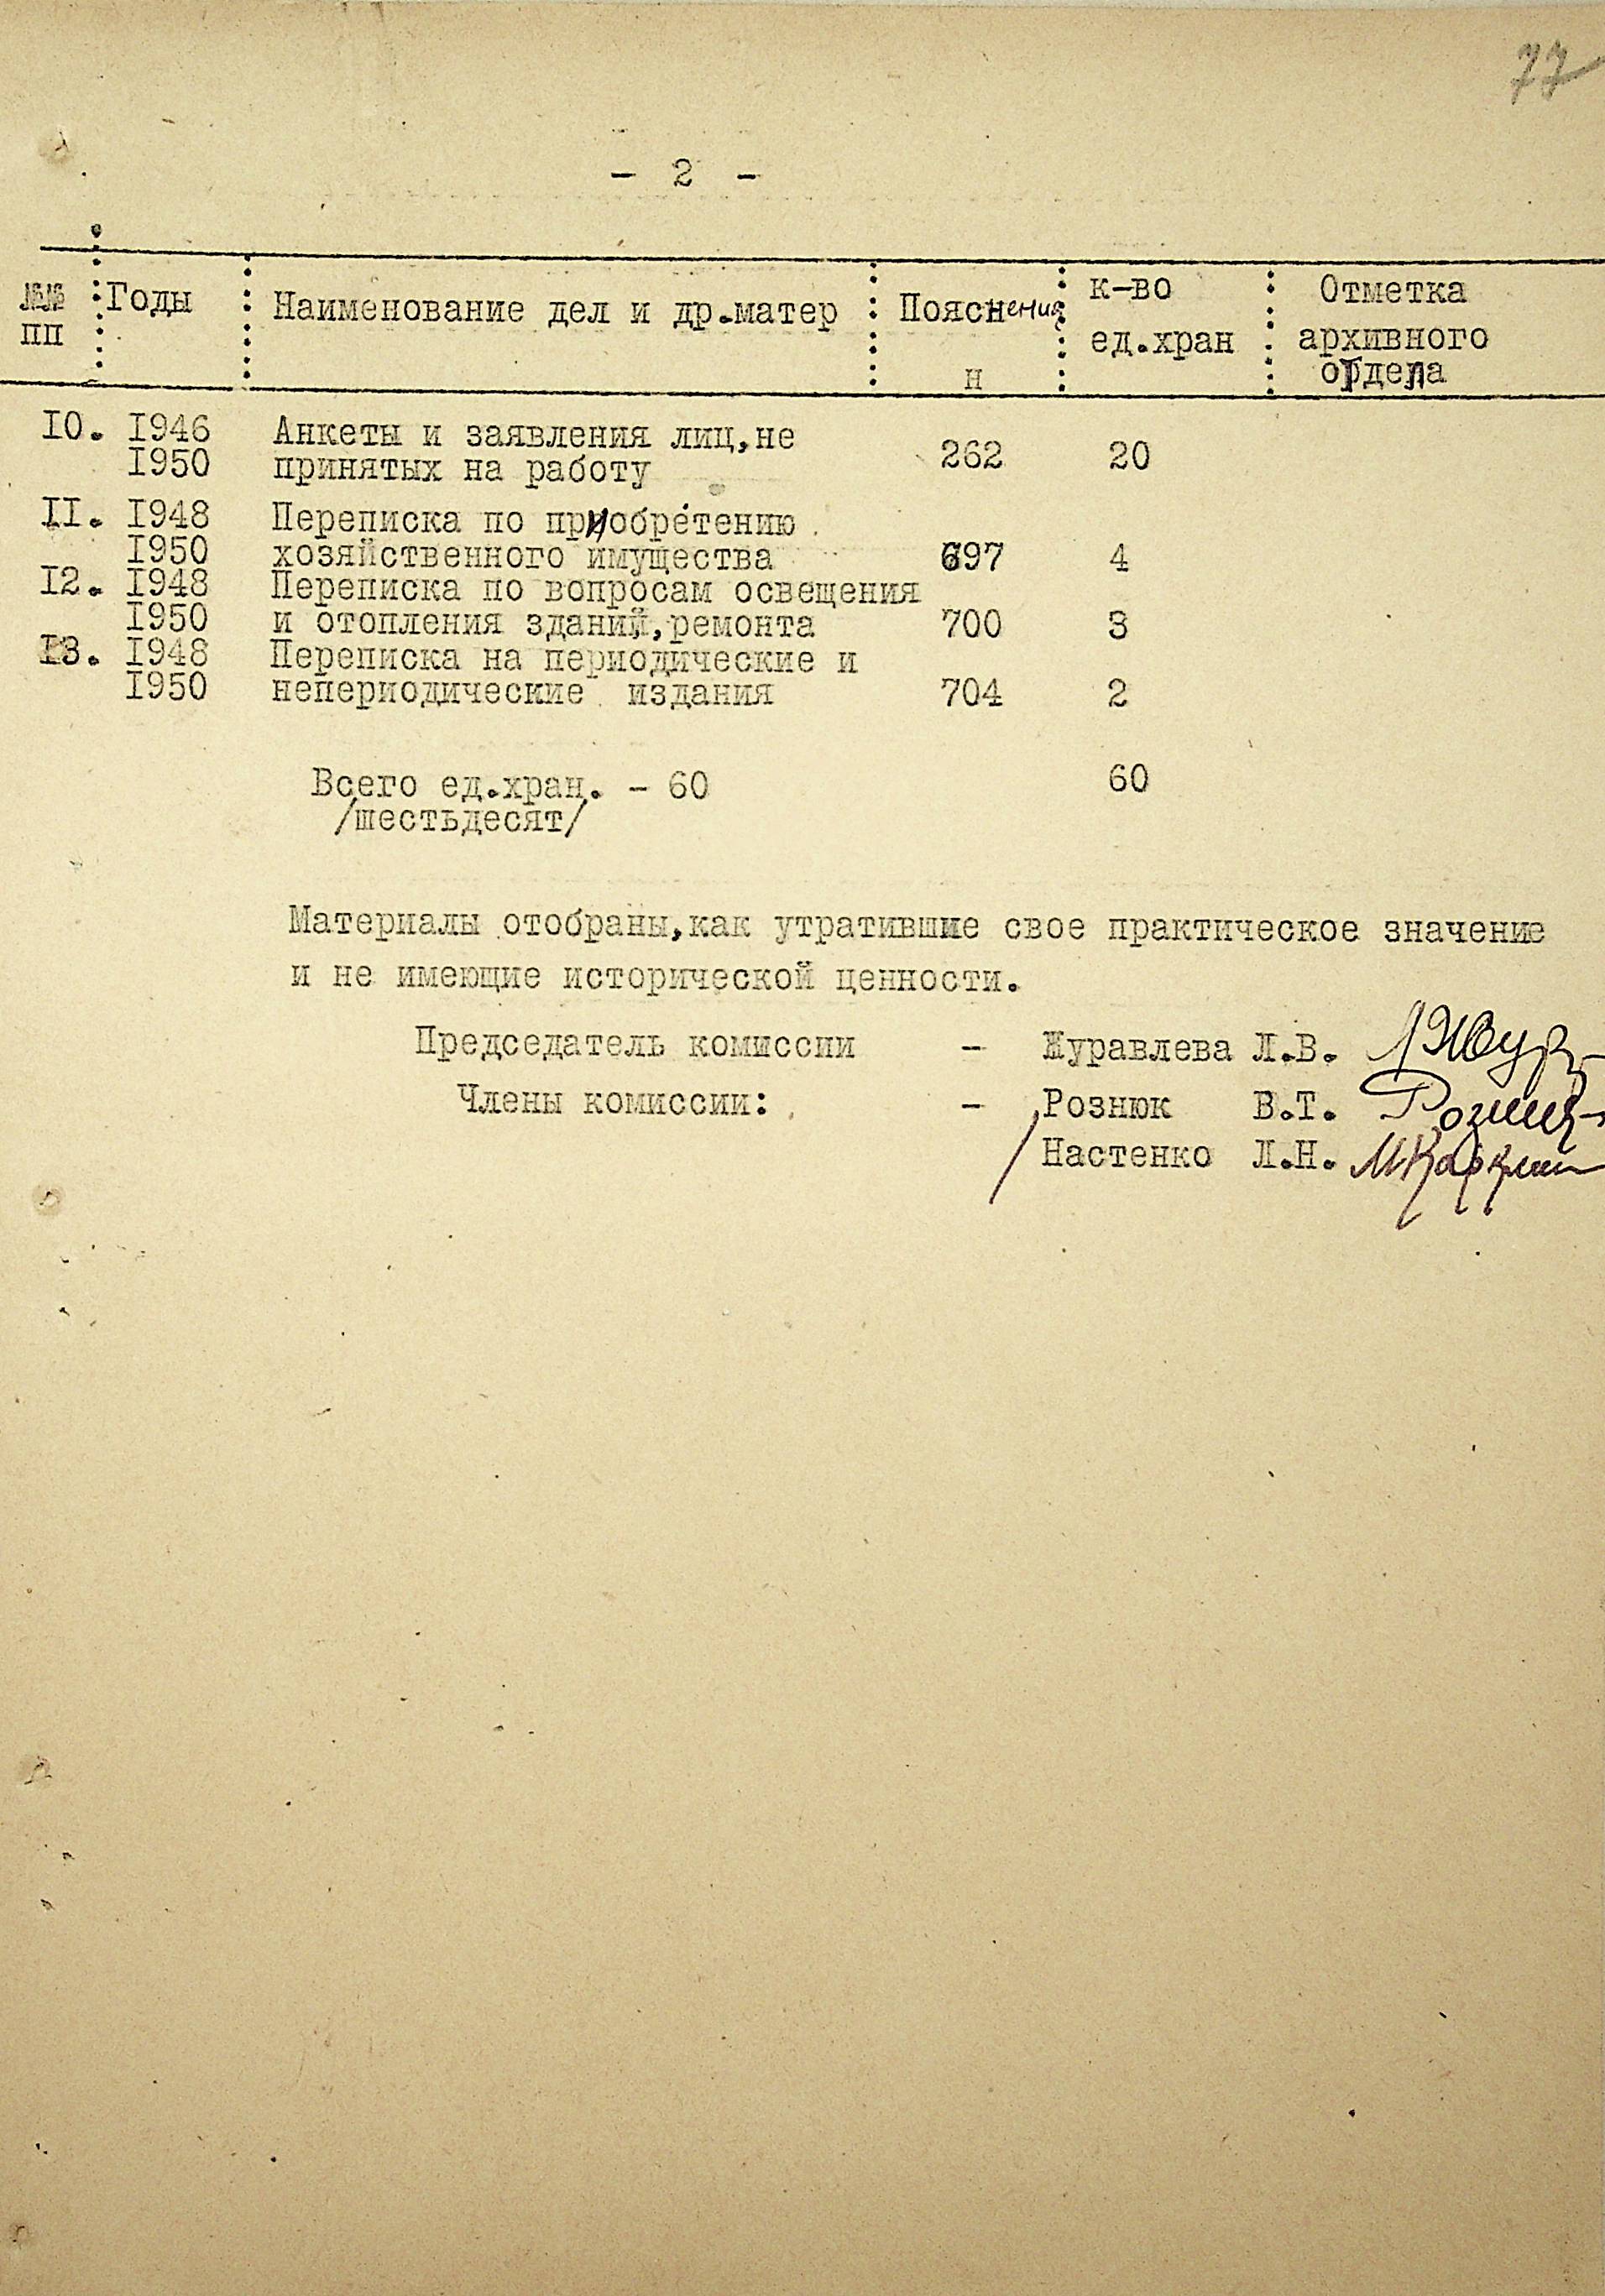 77
- 2 -
№№ Годы Наименование дел и др.матер Пояснения к-во Отметка
пп ед.хран архивного
н отдела
I0. I946 Анкеты и заявления лиц,не
I950 принятых на работу 262 20
II. I948 Переписка по приобретению
I950 хозяйственного имущества 697 4
I2. I948 Переписка по вопросам освещения
I950 и отопления зданий,ремонта 700 3
I3. I948 Переписка на периодические и
I950 непериодические издания 704 2
Всего ед.хран. - 60 60
/шестьдесят/
Материалы отобраны,как утратившие свое практическое значение
и не имеющие исторической ценности.
Председатель комиссии - Журавлева Л.В.
Члены комиссии: - Рознюк В.Т.
Настенко Л.Н.